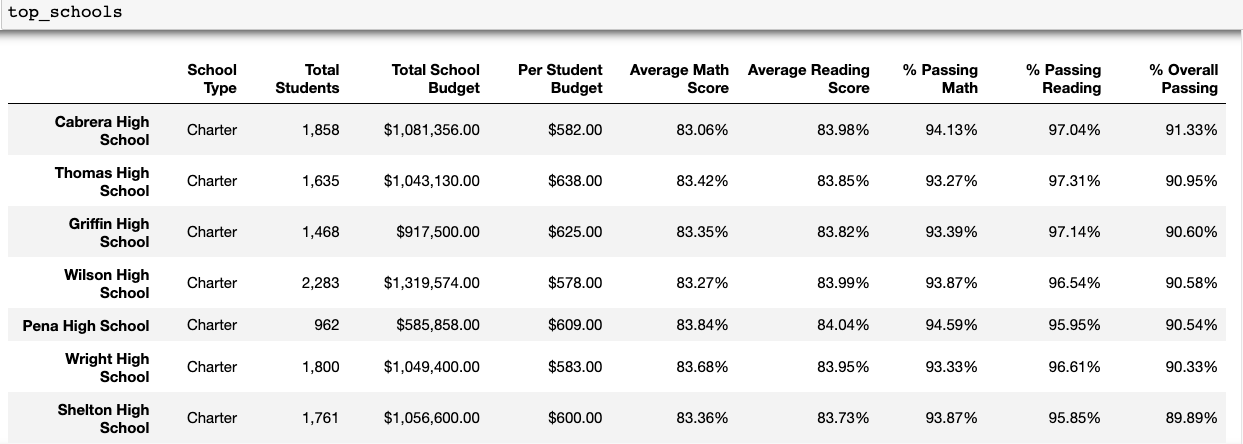 top_schools
School Type Total Students Total School Budget Per Student Budget Average Math Score Average Reading Score % Passing Math % Passing Reading % Overall Passing
Cabrera High School Charter 1,858 $1,081,356.00 $582.00 83.06% 83.98% 94.13% 97.04% 91.33%
Thomas High School Charter 1,635 $1,043,130.00 $638.00 83.42% 83.85% 93.27% 97.31% 90.95%
Griffin High School Charter 1,468 $917,500.00 $625.00 83.35% 83.82% 93.39% 97.14% 90.60%
Wilson High School Charter 2,283 $1,319,574.00 $578.00 83.27% 83.99% 93.87% 96.54% 90.58%
Pena High School Charter 962 $585,858.00 $609.00 83.84% 84.04% 94.59% 95.95% 90.54%
Wright High School Charter 1,800 $1,049,400.00 $583.00 83.68% 83.95% 93.33% 96.61% 90.33%
Shelton High School Charter 1,761 $1,056,600.00 $600.00 83.36% 83.73% 93.87% 95.85% 89.89%